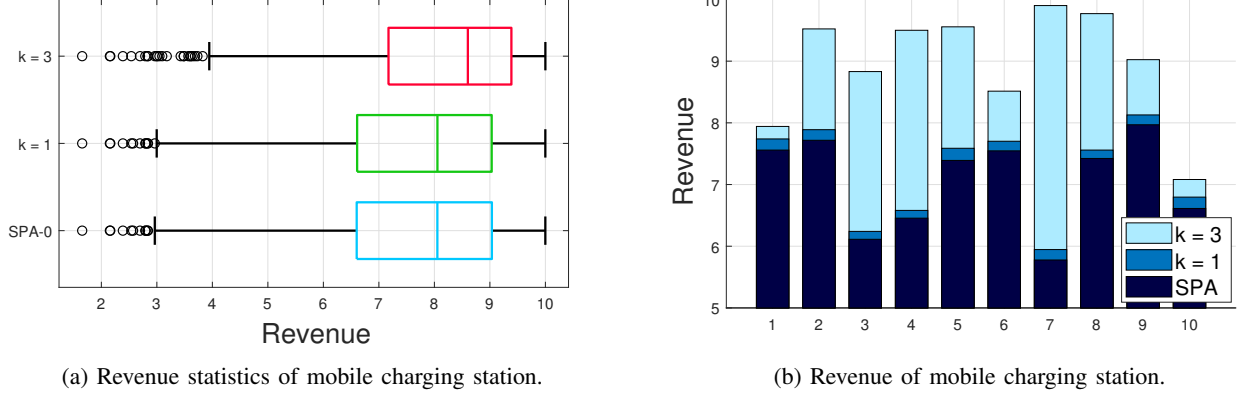 k = 3
k = 1
SPA-0
2 3 4 5 6 7 8 9 10
Revenue
(a) Revenue statistics of mobile charging station.
10
9
8
7
6
5
Revenue
k = 3
k = 1
SPA
1 2 3 4 5 6 7 8 9 10
(b) Revenue of mobile charging station.